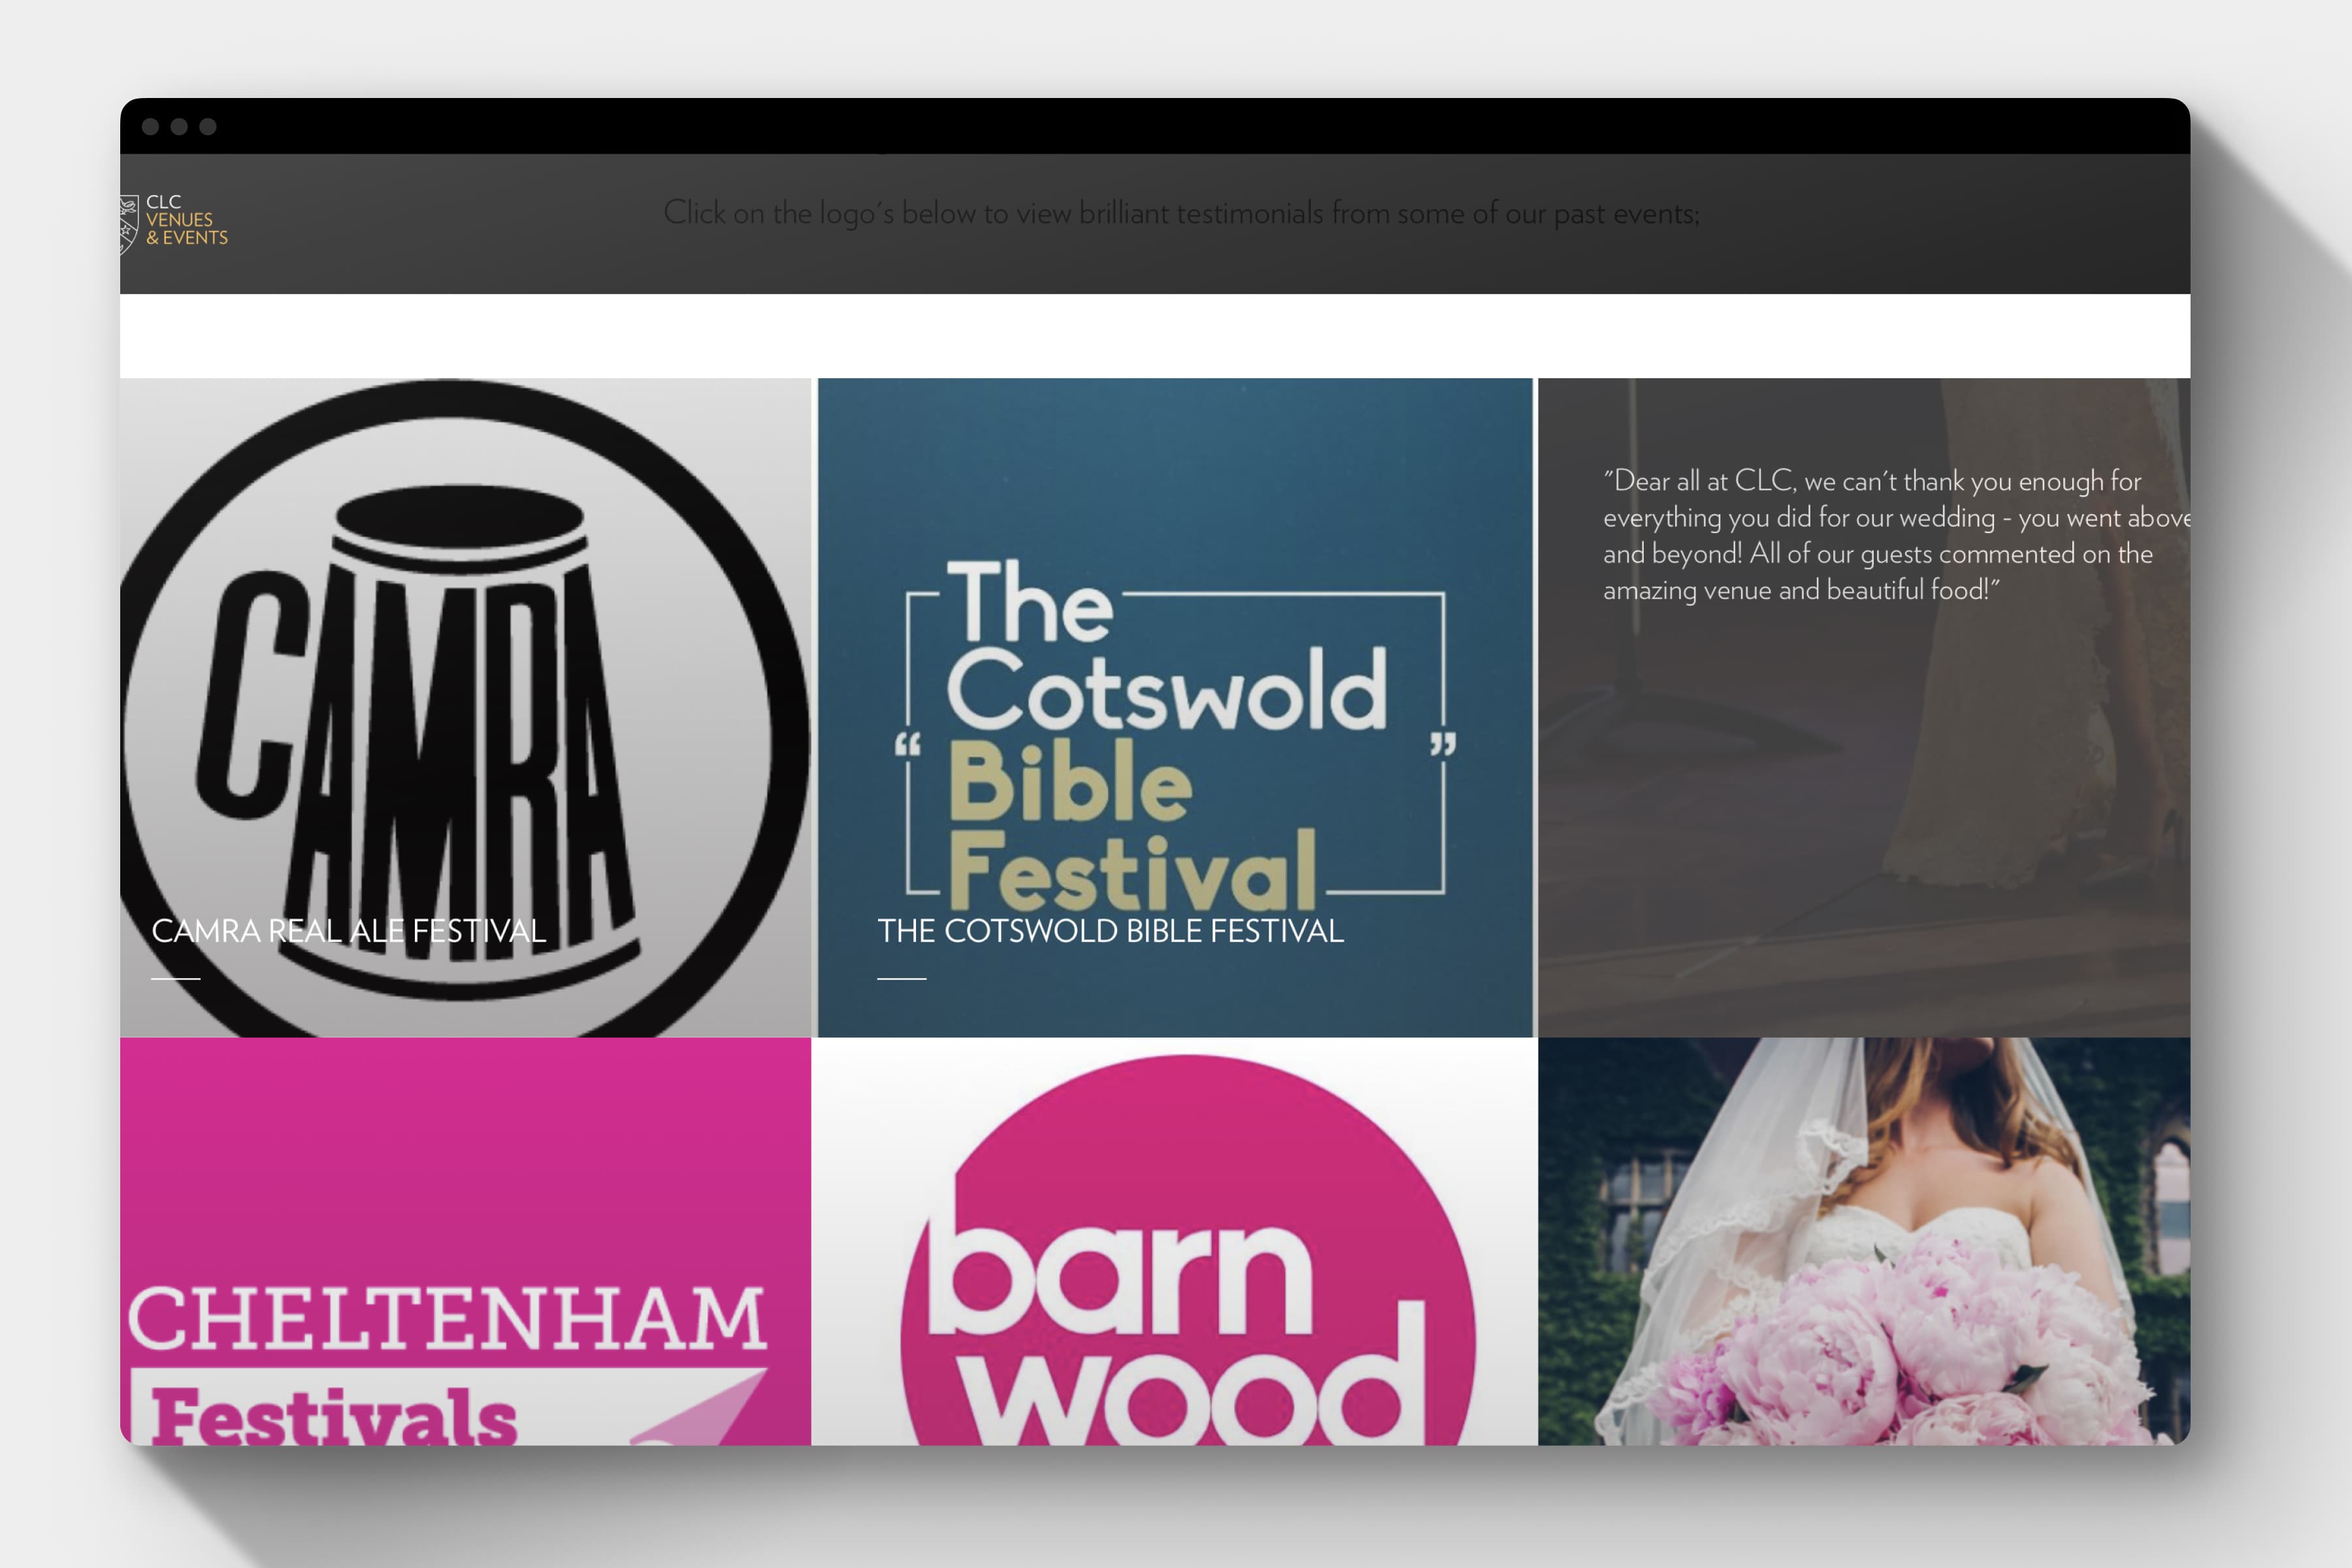 CLC
VENUES
& EVENTS
Click on the logo's below to view brilliant testimonials from some of our past events;
CAMRA
CAMRA REAL ALE FESTIVAL
The
Cotswold
“Bible”
Festival
THE COTSWOLD BIBLE FESTIVAL
"Dear all at CLC, we can't thank you enough for
everything you did for our wedding - you went above
and beyond! All of our guests commented on the
amazing venue and beautiful food!"
CHELTENHAM
Festivals
barn
wood